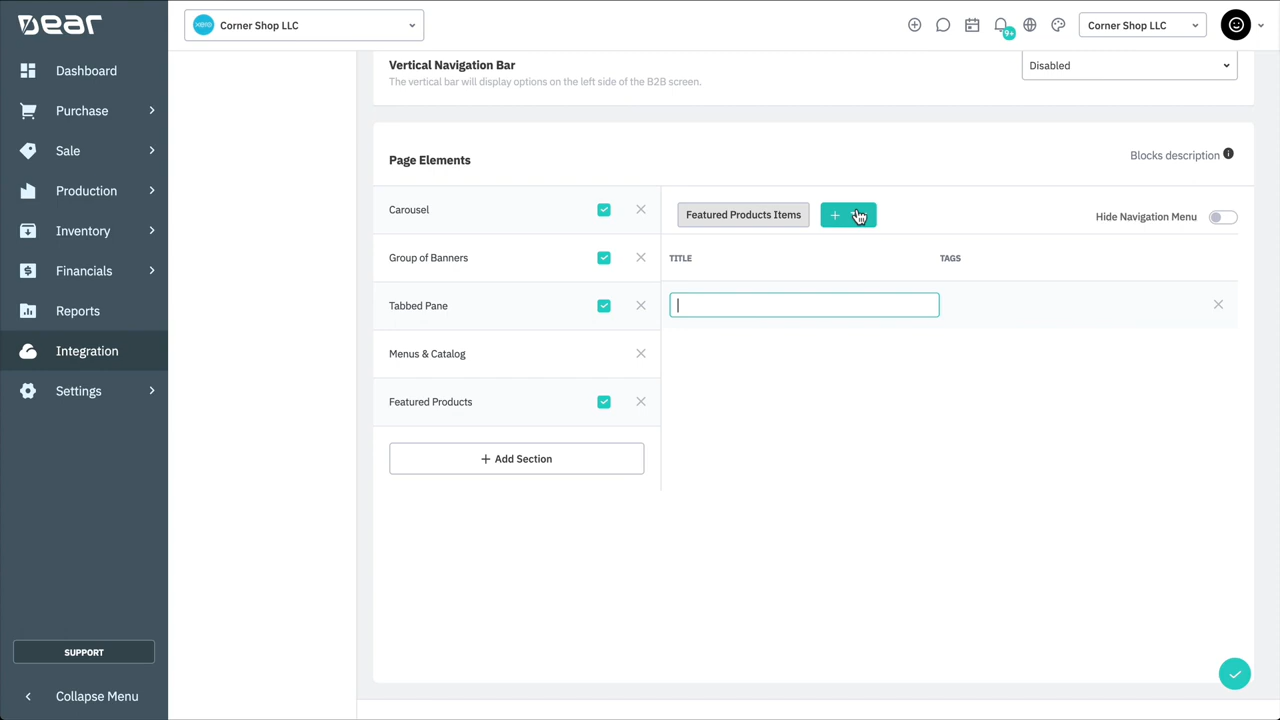 Dear
Corner Shop LLC
9+
Corner Shop LLC
Dashboard
Purchase
Sale
Production
Inventory
Financials
Reports
Integration
Settings
SUPPORT
Collapse Menu
Vertical Navigation Bar
The vertical bar will display options on the left side of the B2B screen.
Disabled
Page Elements
Blocks description
Carousel
Group of Banners
Tabbed Pane
Menus & Catalog
Featured Products
+ Add Section
Featured Products Items
+
Hide Navigation Menu
TITLE
TAGS